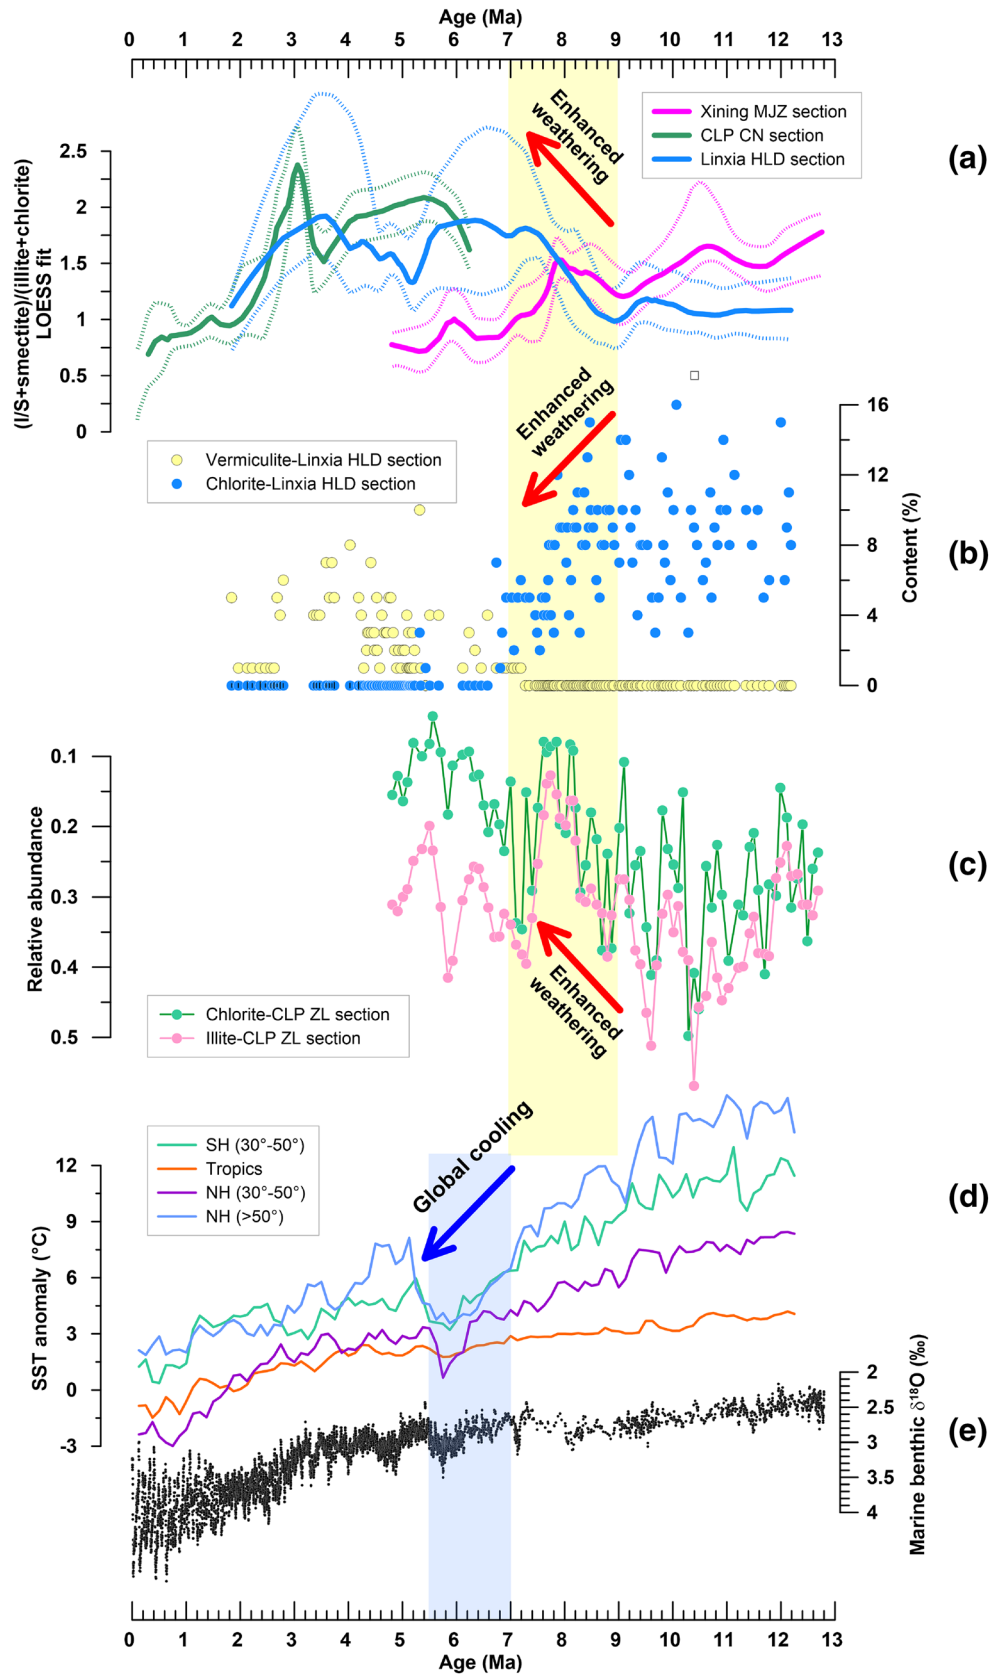 Age (Ma)
0 1 2 3 4 5 6 7 8 9 10 11 12 13
Enhanced
weathering
Xining MJZ section
CLP CN section
Linxia HLD section
(a)
2.5
2
1.5
1
0.5
0
(I/S+smectite)/(illite+chlorite)
LOESS fit
Enhanced
weathering
Vermiculite-Linxia HLD section
Chlorite-Linxia HLD section
16
12
8
4
0
Content (%)
(b)
0.1
0.2
0.3
0.4
0.5
Relative abundance
Enhanced
weathering
Chlorite-CLP ZL section
Illite-CLP ZL section
(c)
SH (30°-50°)
Tropics
NH (30°-50°)
NH (>50°)
Global cooling
12
9
6
3
0
-3
SST anomaly (°C)
(d)
2
2.5
3
3.5
4
Marine benthic δ18O (‰)
(e)
0 1 2 3 4 5 6 7 8 9 10 11 12 13
Age (Ma)